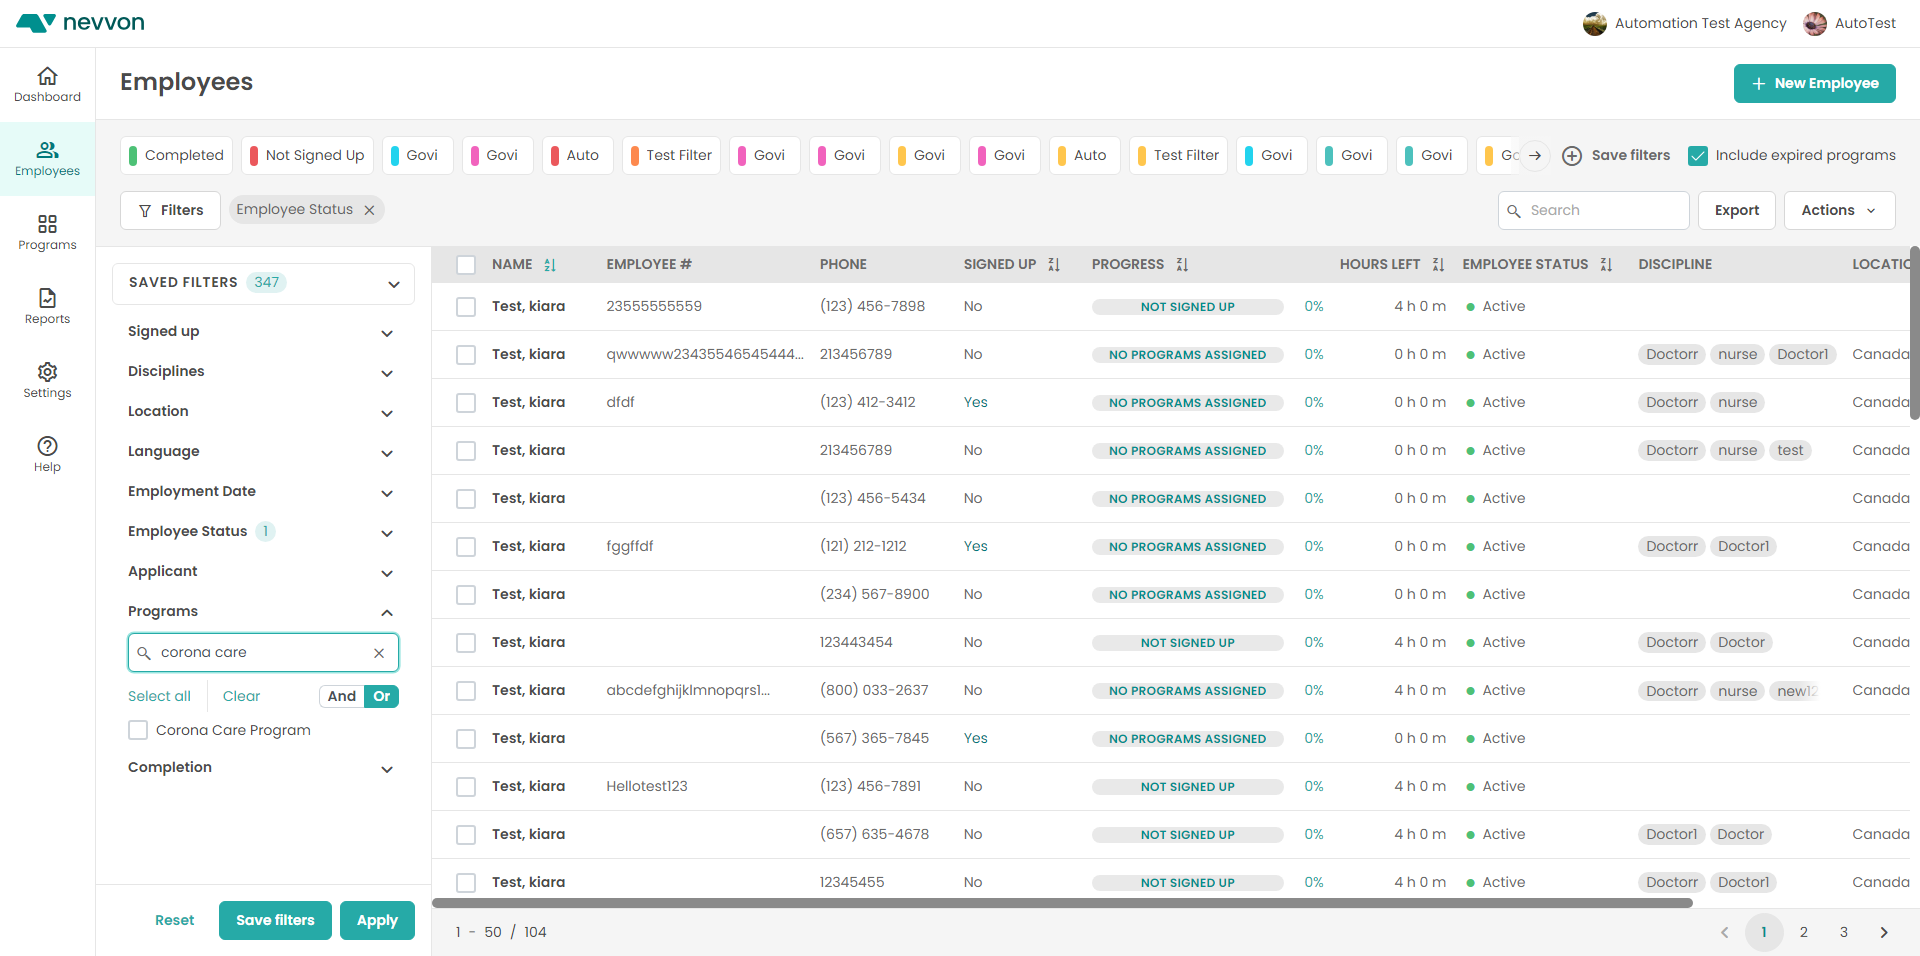 nevvon
Automation Test Agency
AutoTest
Dashboard
Employees
Programs
Reports
Settings
Help
Employees
New Employee
Completed
Not Signed Up
Govi
Govi
Auto
Test Filter
Govi
Govi
Govi
Govi
Auto
Test Filter
Govi
Govi
Govi
Save filters
Include expired programs
Filters
Employee Status
Search
Export
Actions
SAVED FILTERS 347
Signed up
Disciplines
Location
Language
Employment Date
Employee Status 1
Applicant
Programs
corona care
Select all Clear And Or
Corona Care Program
Completion
Reset Save filters Apply
NAME EMPLOYEE # PHONE SIGNED UP PROGRESS HOURS LEFT EMPLOYEE STATUS DISCIPLINE
Test, kiara 23555555559 (123) 456-7898 No NOT SIGNED UP 0% 4 h 0 m Active
Test, kiara qwwwww23435546545444... 213456789 No NO PROGRAMS ASSIGNED 0% 0 h 0 m Active Doctorr nurse Doctor1 Canada
Test, kiara dfdf (123) 412-3412 Yes NO PROGRAMS ASSIGNED 0% 0 h 0 m Active Doctorr nurse Canada
Test, kiara 213456789 No NO PROGRAMS ASSIGNED 0% 0 h 0 m Active Doctorr nurse test Canada
Test, kiara (123) 456-5434 No NO PROGRAMS ASSIGNED 0% 0 h 0 m Active Canada
Test, kiara fggffdf (121) 212-1212 Yes NO PROGRAMS ASSIGNED 0% 0 h 0 m Active Doctorr Doctor1 Canada
Test, kiara (234) 567-8900 No NO PROGRAMS ASSIGNED 0% 0 h 0 m Active Canada
Test, kiara 123443454 No NOT SIGNED UP 0% 4 h 0 m Active Doctorr Doctor Canada
Test, kiara abcdefghijklmnopqrs1... (800) 033-2637 No NO PROGRAMS ASSIGNED 0% 4 h 0 m Active Doctorr nurse new12 Canada
Test, kiara (567) 365-7845 Yes NO PROGRAMS ASSIGNED 0% 0 h 0 m Active
Test, kiara Hellotest123 (123) 456-7891 No NOT SIGNED UP 0% 4 h 0 m Active
Test, kiara (657) 635-4678 No NOT SIGNED UP 0% 4 h 0 m Active Doctor1 Doctor Canada
Test, kiara 12345455 No NOT SIGNED UP 0% 4 h 0 m Active Doctorr Doctor1 Canada
1 - 50 / 104
1 2 3